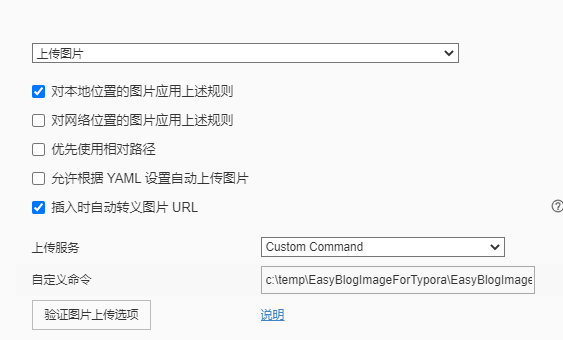 上传图片
对本地位置的图片应用上述规则
对网络位置的图片应用上述规则
优先使用相对路径
允许根据 YAML 设置自动上传图片
插入时自动转义图片 URL
上传服务 Custom Command
自定义命令 c:\temp\EasyBlogImageForTypora\EasyBlogImage
验证图片上传选项 说明